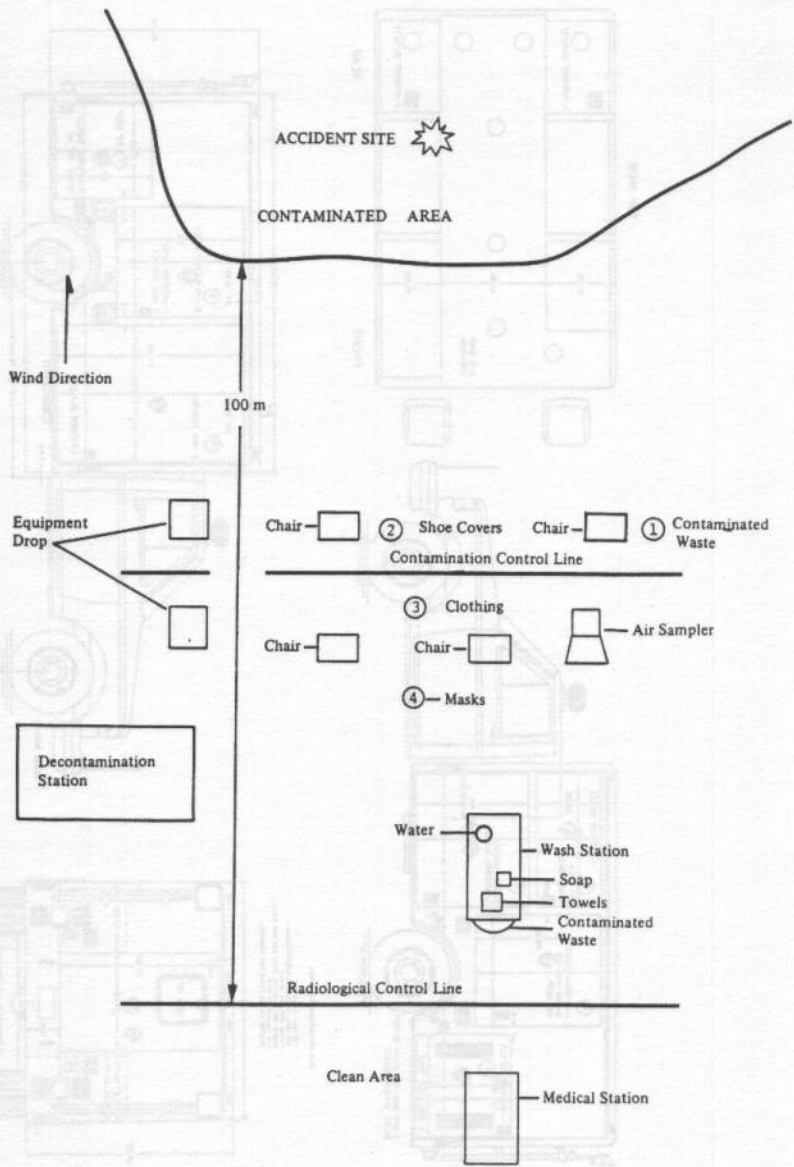 ACCIDENT SITE
CONTAMINATED AREA
Wind Direction
100 m
Equipment
Drop
Chair
2
Shoe Covers
Chair
1
Contaminated
Waste
Contamination Control Line
3
Clothing
Air Sampler
Chair
Chair
4
Masks
Decontamination
Station
Water
Wash Station
Soap
Towels
Contaminated
Waste
Radiological Control Line
Clean Area
Medical Station